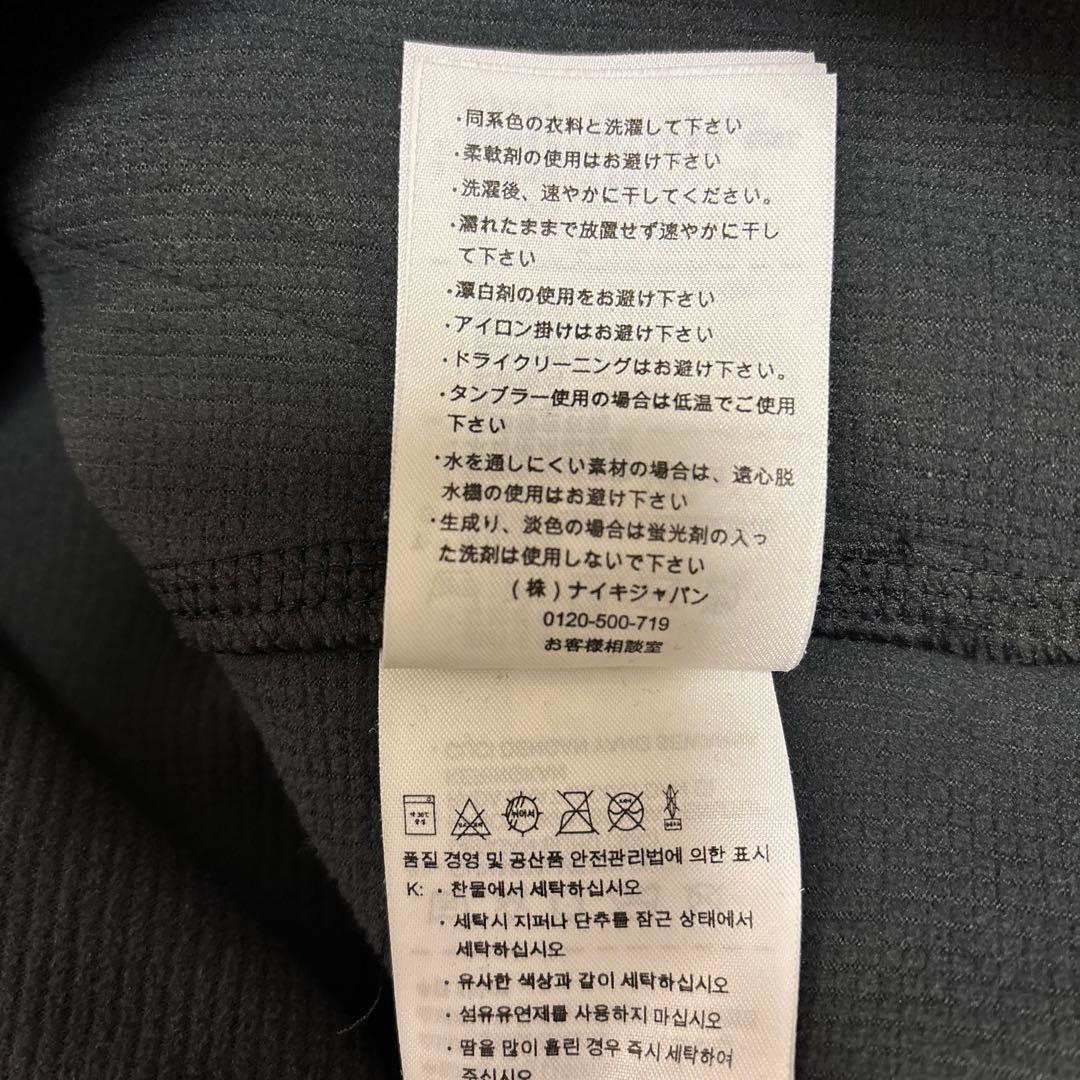 ・同系色の衣料と洗濯して下さい
・柔軟剤の使用はお避け下さい
・洗濯後、速やかに干してください。
・濡れたままで放置せず速やかに干し
て下さい
・漂白剤の使用をお避け下さい
・アイロン掛けはお避け下さい
・ドライクリーニングはお避け下さい。
・タンブラー使用の場合は低温でご使用
下さい
・水を通しにくい素材の場合は、遠心脱
水機の使用はお避け下さい
・生成り、淡色の場合は蛍光剤の入っ
た洗剤は使用しないで下さい
(株)ナイキジャパン
0120-500-719
お客様相談室
약 30℃
중성
품질 경영 및 공산품 안전관리법에 의한 표시
K: · 찬물에서 세탁하십시오
· 세탁시 지퍼나 단추를 잠근 상태에서
세탁하십시오
· 유사한 색상과 같이 세탁하십시오
· 섬유유연제를 사용하지 마십시오
· 땀을 많이 흘린 경우 즉시 세탁하여
주십시오